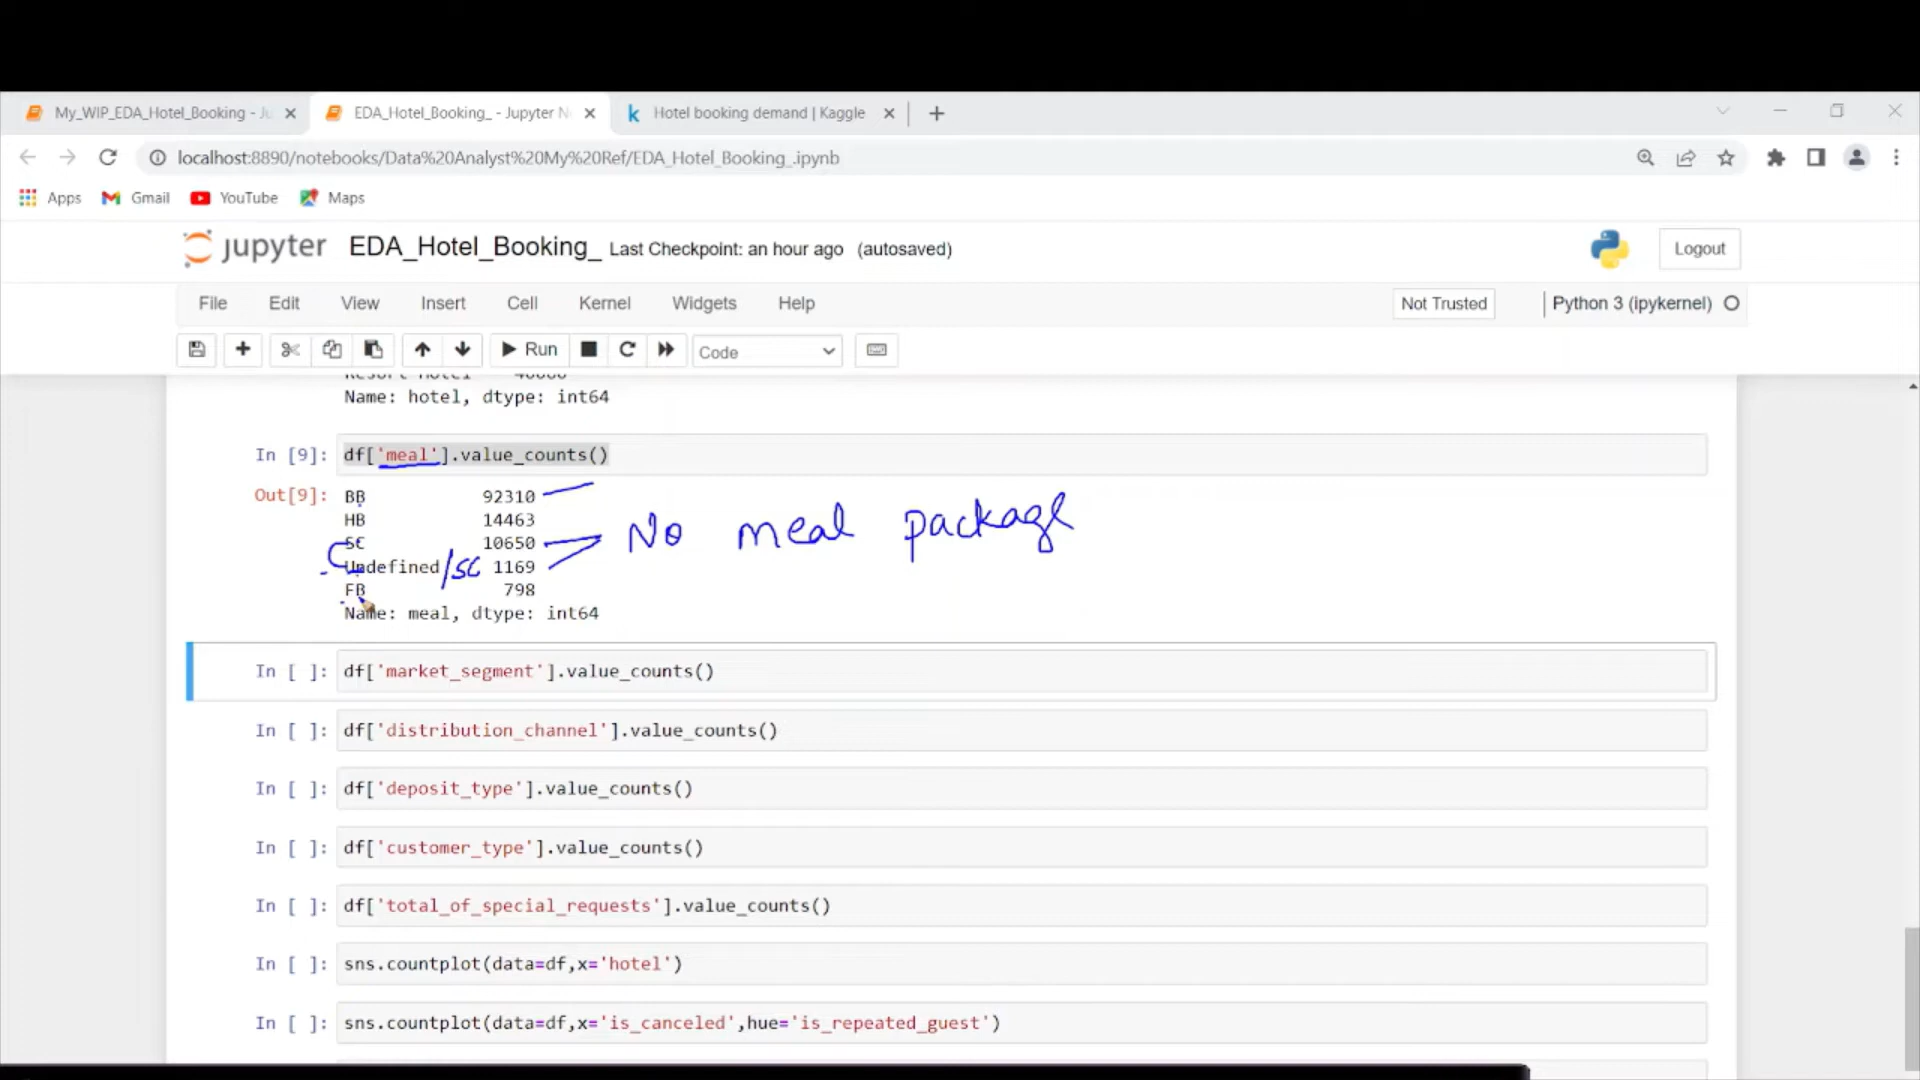 My_WIP_EDA_Hotel_Booking - Ju
EDA_Hotel_Booking_ - Jupyter N
k Hotel booking demand | Kaggle
localhost:8890/notebooks/Data%20Analyst%20My%20Ref/EDA_Hotel_Booking_.ipynb
Apps Gmail YouTube Maps
jupyter EDA_Hotel_Booking_ Last Checkpoint: an hour ago (autosaved) Logout
File Edit View Insert Cell Kernel Widgets Help Not Trusted Python 3 (ipykernel)
Run Code
Resort Hotel
Name: hotel, dtype: int64
In [9]: df['meal'].value_counts()
Out[9]: BB 92310
HB 14463
SC 10650 No meal package
Undefined /SC 1169
FB 798
Name: meal, dtype: int64
In [ ]: df['market_segment'].value_counts()
In [ ]: df['distribution_channel'].value_counts()
In [ ]: df['deposit_type'].value_counts()
In [ ]: df['customer_type'].value_counts()
In [ ]: df['total_of_special_requests'].value_counts()
In [ ]: sns.countplot(data=df,x='hotel')
In [ ]: sns.countplot(data=df,x='is_canceled',hue='is_repeated_guest')